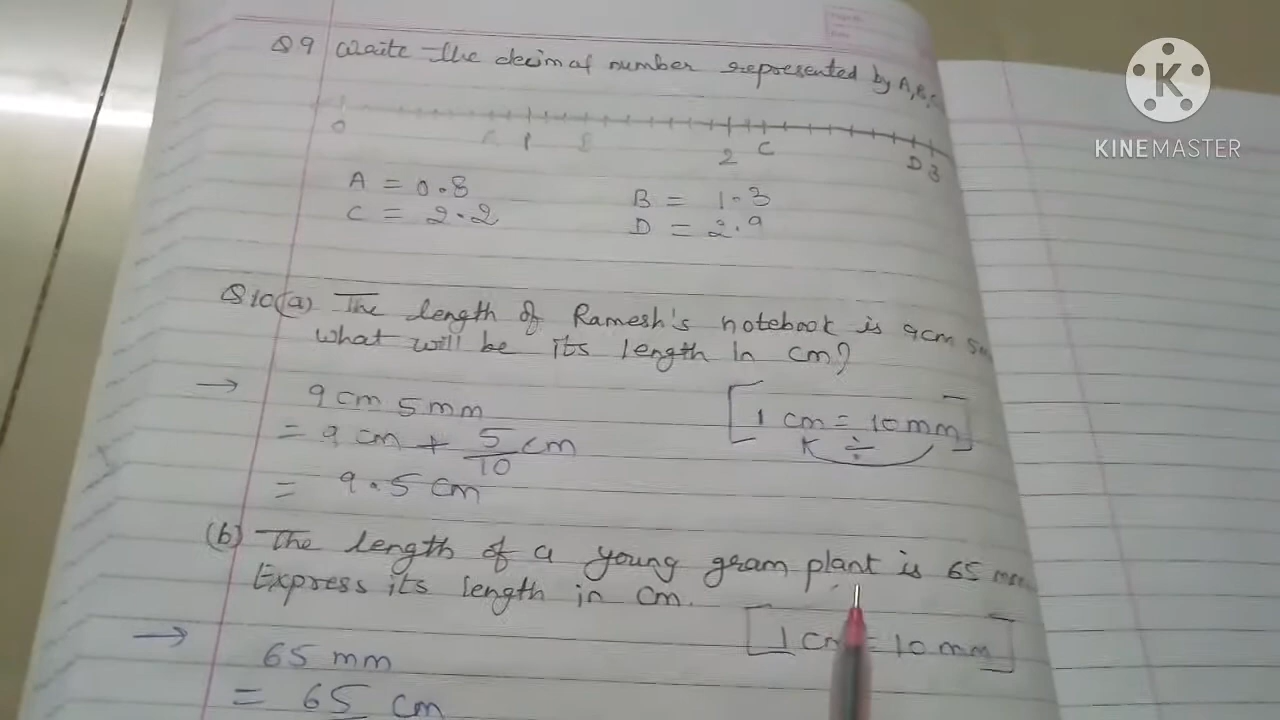 Q9 Write the decimal number represented by A, B, C
0 A 1 B 2 C D 3
A = 0.8 B = 1.3
C = 2.2 D = 2.9
Q10(a) The length of Ramesh's notebook is 9cm 5m
What will be its length in cm?
→ 9 cm 5 mm [1 cm = 10 mm]
= 9 cm + 5/10 cm ÷
= 9.5 cm
(b) The length of a young gram plant is 65 mm
Express its length in cm.
→ 65 mm [1 cm = 10 mm]
= 65 cm
K
KINEMASTER